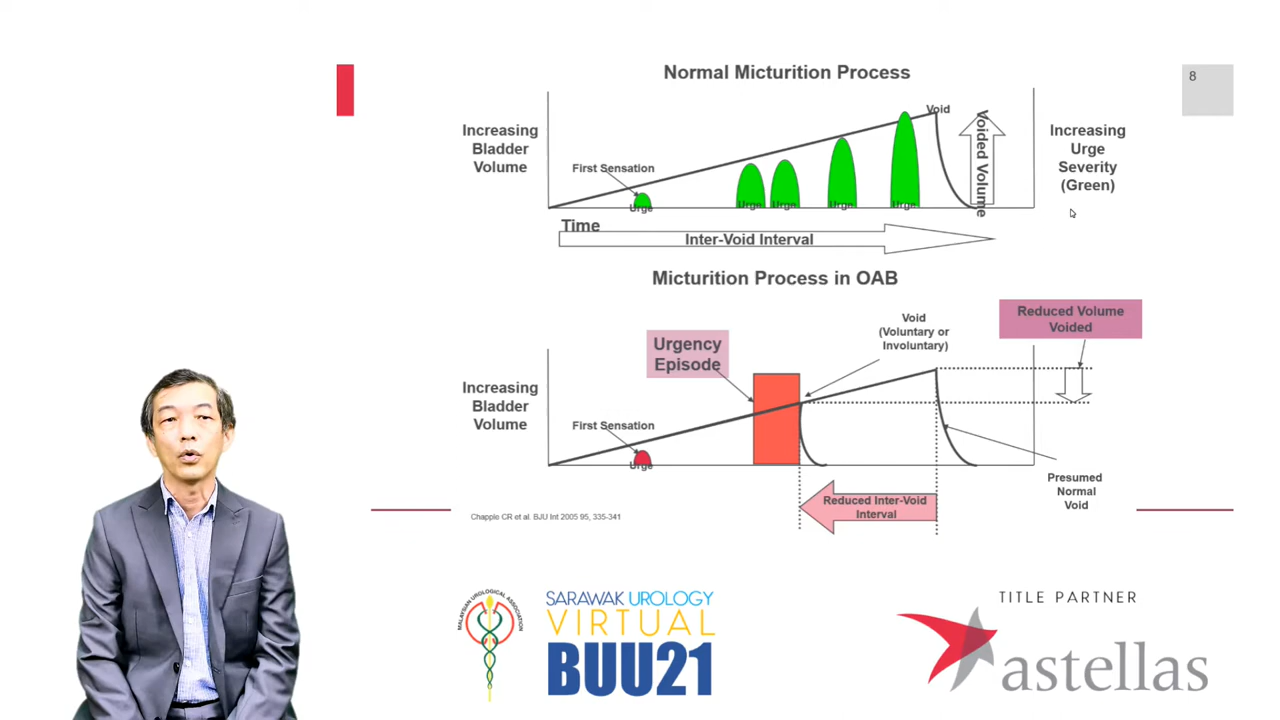 Normal Micturition Process
8
Increasing
Bladder
Volume
First Sensation
Urge
Urge
Urge
Urge
Urge
Void
Voided Volume
Increasing
Urge
Severity
(Green)
Time
Inter-Void Interval
Micturition Process in OAB
Urgency
Episode
Void
(Voluntary or
Involuntary)
Reduced Volume
Voided
Increasing
Bladder
Volume
First Sensation
Urge
Reduced Inter-Void
Interval
Presumed
Normal
Void
Chapple CR et al. BJU Int 2005 95, 335-341
MALAYSIAN UROLOGICAL ASSOCIATION
SARAWAK UROLOGY
VIRTUAL
BUU21
TITLE PARTNER
astellas